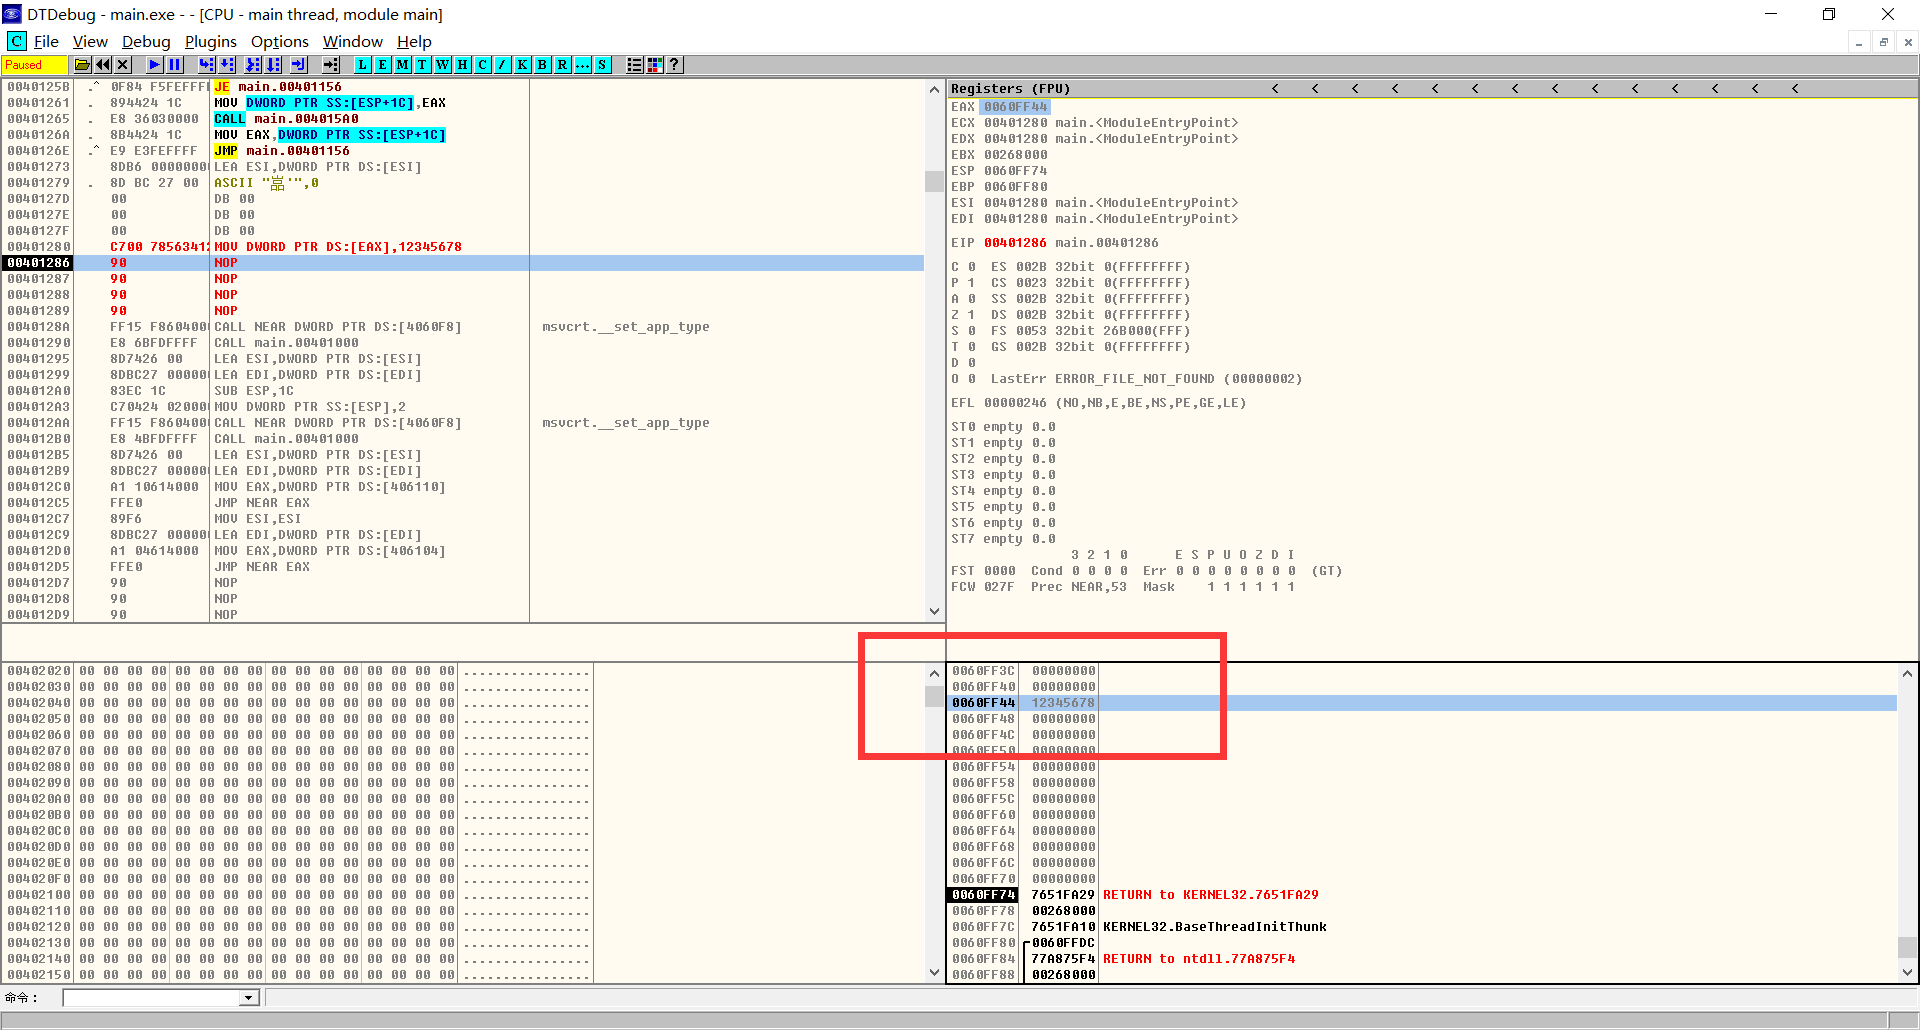 DTDebug - main.exe - - [CPU - main thread, module main]
C File View Debug Plugins Options Window Help
Paused L E M T W H C / K B R ... S ?
0040125B .^ 0F84 F5FEFFFF JE main.00401156
00401261 . 894424 1C MOV DWORD PTR SS:[ESP+1C],EAX
00401265 . E8 36030000 CALL main.004015A0
0040126A . 8B4424 1C MOV EAX,DWORD PTR SS:[ESP+1C]
0040126E .^ E9 E3FEFFFF JMP main.00401156
00401273 8DB6 0000000 LEA ESI,DWORD PTR DS:[ESI]
00401279 . 8D BC 27 00 ASCII "崓'",0
0040127D 00 DB 00
0040127E 00 DB 00
0040127F 00 DB 00
00401280 C700 7856341 MOV DWORD PTR DS:[EAX],12345678
00401286 90 NOP
00401287 90 NOP
00401288 90 NOP
00401289 90 NOP
0040128A FF15 F860400 CALL NEAR DWORD PTR DS:[4060F8] msvcrt.__set_app_type
00401290 E8 6BFDFFFF CALL main.00401000
00401295 8D7426 00 LEA ESI,DWORD PTR DS:[ESI]
00401299 8DBC27 00000 LEA EDI,DWORD PTR DS:[EDI]
004012A0 83EC 1C SUB ESP,1C
004012A3 C70424 02000 MOV DWORD PTR SS:[ESP],2
004012AA FF15 F860400 CALL NEAR DWORD PTR DS:[4060F8] msvcrt.__set_app_type
004012B0 E8 4BFDFFFF CALL main.00401000
004012B5 8D7426 00 LEA ESI,DWORD PTR DS:[ESI]
004012B9 8DBC27 00000 LEA EDI,DWORD PTR DS:[EDI]
004012C0 A1 10614000 MOV EAX,DWORD PTR DS:[406110]
004012C5 FFE0 JMP NEAR EAX
004012C7 89F6 MOV ESI,ESI
004012C9 8DBC27 00000 LEA EDI,DWORD PTR DS:[EDI]
004012D0 A1 04614000 MOV EAX,DWORD PTR DS:[406104]
004012D5 FFE0 JMP NEAR EAX
004012D7 90 NOP
004012D8 90 NOP
004012D9 90 NOP
Registers (FPU) < < < < < < < < < < < < < <
EAX 0060FF44
ECX 00401280 main.<ModuleEntryPoint>
EDX 00401280 main.<ModuleEntryPoint>
EBX 00268000
ESP 0060FF74
EBP 0060FF80
ESI 00401280 main.<ModuleEntryPoint>
EDI 00401280 main.<ModuleEntryPoint>
EIP 00401286 main.00401286
C 0 ES 002B 32bit 0(FFFFFFFF)
P 1 CS 0023 32bit 0(FFFFFFFF)
A 0 SS 002B 32bit 0(FFFFFFFF)
Z 1 DS 002B 32bit 0(FFFFFFFF)
S 0 FS 0053 32bit 26B000(FFF)
T 0 GS 002B 32bit 0(FFFFFFFF)
D 0
O 0 LastErr ERROR_FILE_NOT_FOUND (00000002)
EFL 00000246 (NO,NB,E,BE,NS,PE,GE,LE)
ST0 empty 0.0
ST1 empty 0.0
ST2 empty 0.0
ST3 empty 0.0
ST4 empty 0.0
ST5 empty 0.0
ST6 empty 0.0
ST7 empty 0.0
3 2 1 0 E S P U O Z D I
FST 0000 Cond 0 0 0 0 Err 0 0 0 0 0 0 0 0 (GT)
FCW 027F Prec NEAR,53 Mask 1 1 1 1 1 1
00402020 00 00 00 00 00 00 00 00 00 00 00 00 00 00 00 00 ................
00402030 00 00 00 00 00 00 00 00 00 00 00 00 00 00 00 00 ................
00402040 00 00 00 00 00 00 00 00 00 00 00 00 00 00 00 00 ................
00402050 00 00 00 00 00 00 00 00 00 00 00 00 00 00 00 00 ................
00402060 00 00 00 00 00 00 00 00 00 00 00 00 00 00 00 00 ................
00402070 00 00 00 00 00 00 00 00 00 00 00 00 00 00 00 00 ................
00402080 00 00 00 00 00 00 00 00 00 00 00 00 00 00 00 00 ................
00402090 00 00 00 00 00 00 00 00 00 00 00 00 00 00 00 00 ................
004020A0 00 00 00 00 00 00 00 00 00 00 00 00 00 00 00 00 ................
004020B0 00 00 00 00 00 00 00 00 00 00 00 00 00 00 00 00 ................
004020C0 00 00 00 00 00 00 00 00 00 00 00 00 00 00 00 00 ................
004020D0 00 00 00 00 00 00 00 00 00 00 00 00 00 00 00 00 ................
004020E0 00 00 00 00 00 00 00 00 00 00 00 00 00 00 00 00 ................
004020F0 00 00 00 00 00 00 00 00 00 00 00 00 00 00 00 00 ................
00402100 00 00 00 00 00 00 00 00 00 00 00 00 00 00 00 00 ................
00402110 00 00 00 00 00 00 00 00 00 00 00 00 00 00 00 00 ................
00402120 00 00 00 00 00 00 00 00 00 00 00 00 00 00 00 00 ................
00402130 00 00 00 00 00 00 00 00 00 00 00 00 00 00 00 00 ................
00402140 00 00 00 00 00 00 00 00 00 00 00 00 00 00 00 00 ................
00402150 00 00 00 00 00 00 00 00 00 00 00 00 00 00 00 00 ................
0060FF3C 00000000
0060FF40 00000000
0060FF44 12345678
0060FF48 00000000
0060FF4C 00000000
0060FF50 00000000
0060FF54 00000000
0060FF58 00000000
0060FF5C 00000000
0060FF60 00000000
0060FF64 00000000
0060FF68 00000000
0060FF6C 00000000
0060FF70 00000000
0060FF74 7651FA29 RETURN to KERNEL32.7651FA29
0060FF78 00268000
0060FF7C 7651FA10 KERNEL32.BaseThreadInitThunk
0060FF80 0060FFDC
0060FF84 77A875F4 RETURN to ntdll.77A875F4
0060FF88 00268000
命令：